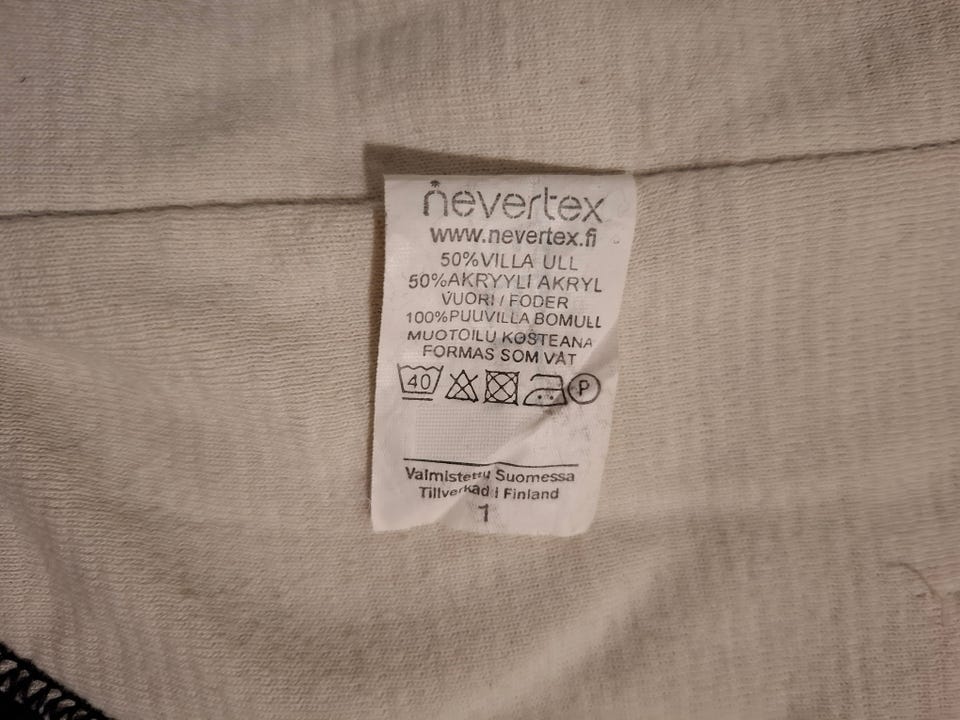 nevertex
www.nevertex.fi
50%VILLA ULL
50%AKRYYLI AKRYL
VUORI / FODER
100%PUUVILLA BOMULL
MUOTOILU KOSTEANA
FORMAS SOM VÅT
40 P
Valmistettu Suomessa
Tillverkad i Finland
1